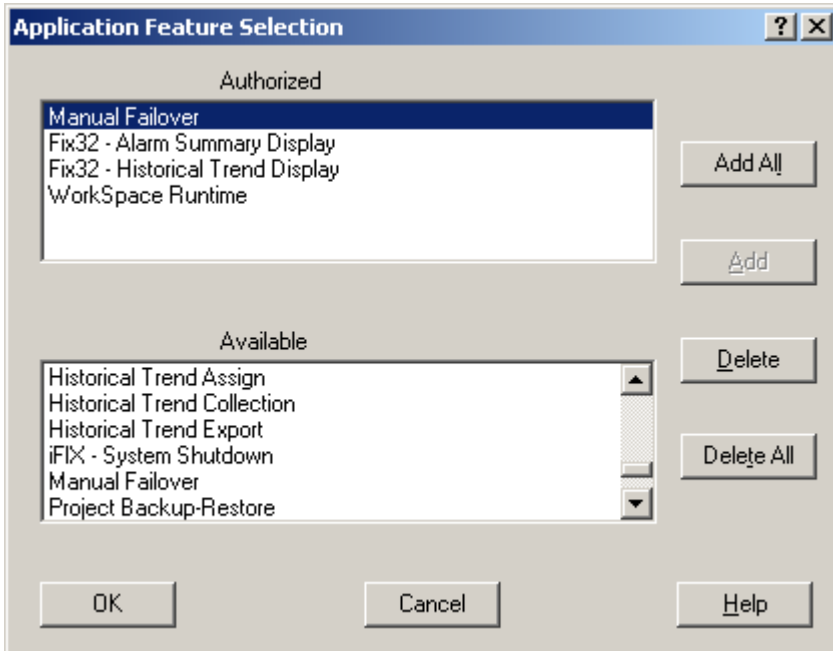 Application Feature Selection
Authorized
Manual Failover
Fix32 - Alarm Summary Display
Fix32 - Historical Trend Display
WorkSpace Runtime
Add All
Add
Available
Historical Trend Assign
Historical Trend Collection
Historical Trend Export
iFIX - System Shutdown
Manual Failover
Project Backup-Restore
Delete
Delete All
OK
Cancel
Help